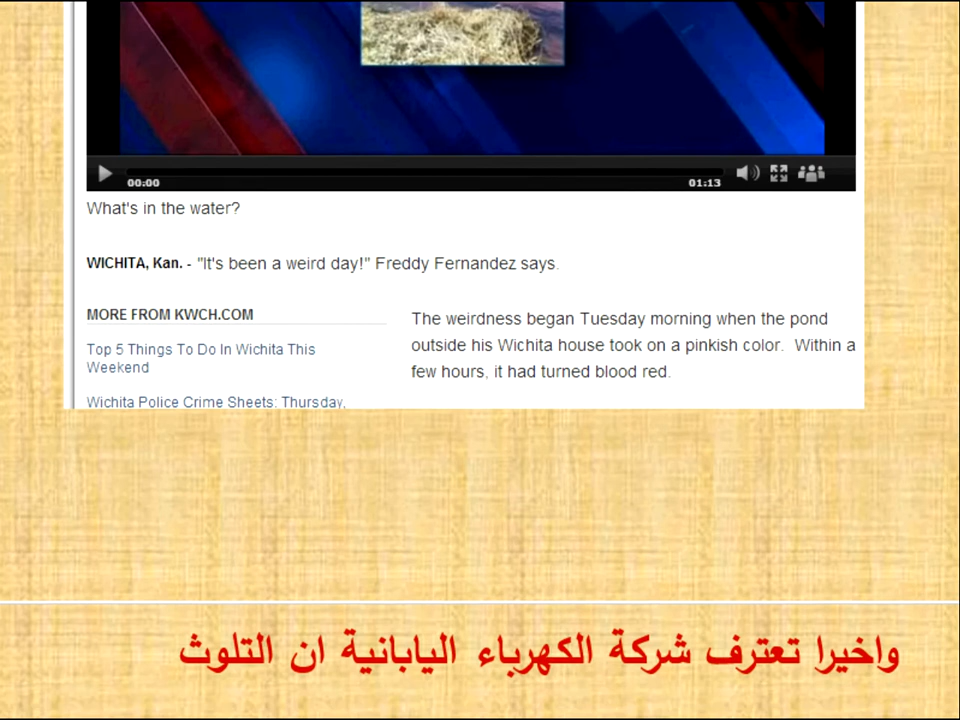 00:00
01:13
What's in the water?
WICHITA, Kan. - "It's been a weird day!" Freddy Fernandez says.
MORE FROM KWCH.COM
Top 5 Things To Do In Wichita This
Weekend
Wichita Police Crime Sheets: Thursday,
The weirdness began Tuesday morning when the pond
outside his Wichita house took on a pinkish color. Within a
few hours, it had turned blood red.
واخيرا تعترف شركة الكهرباء اليابانية ان التلوث